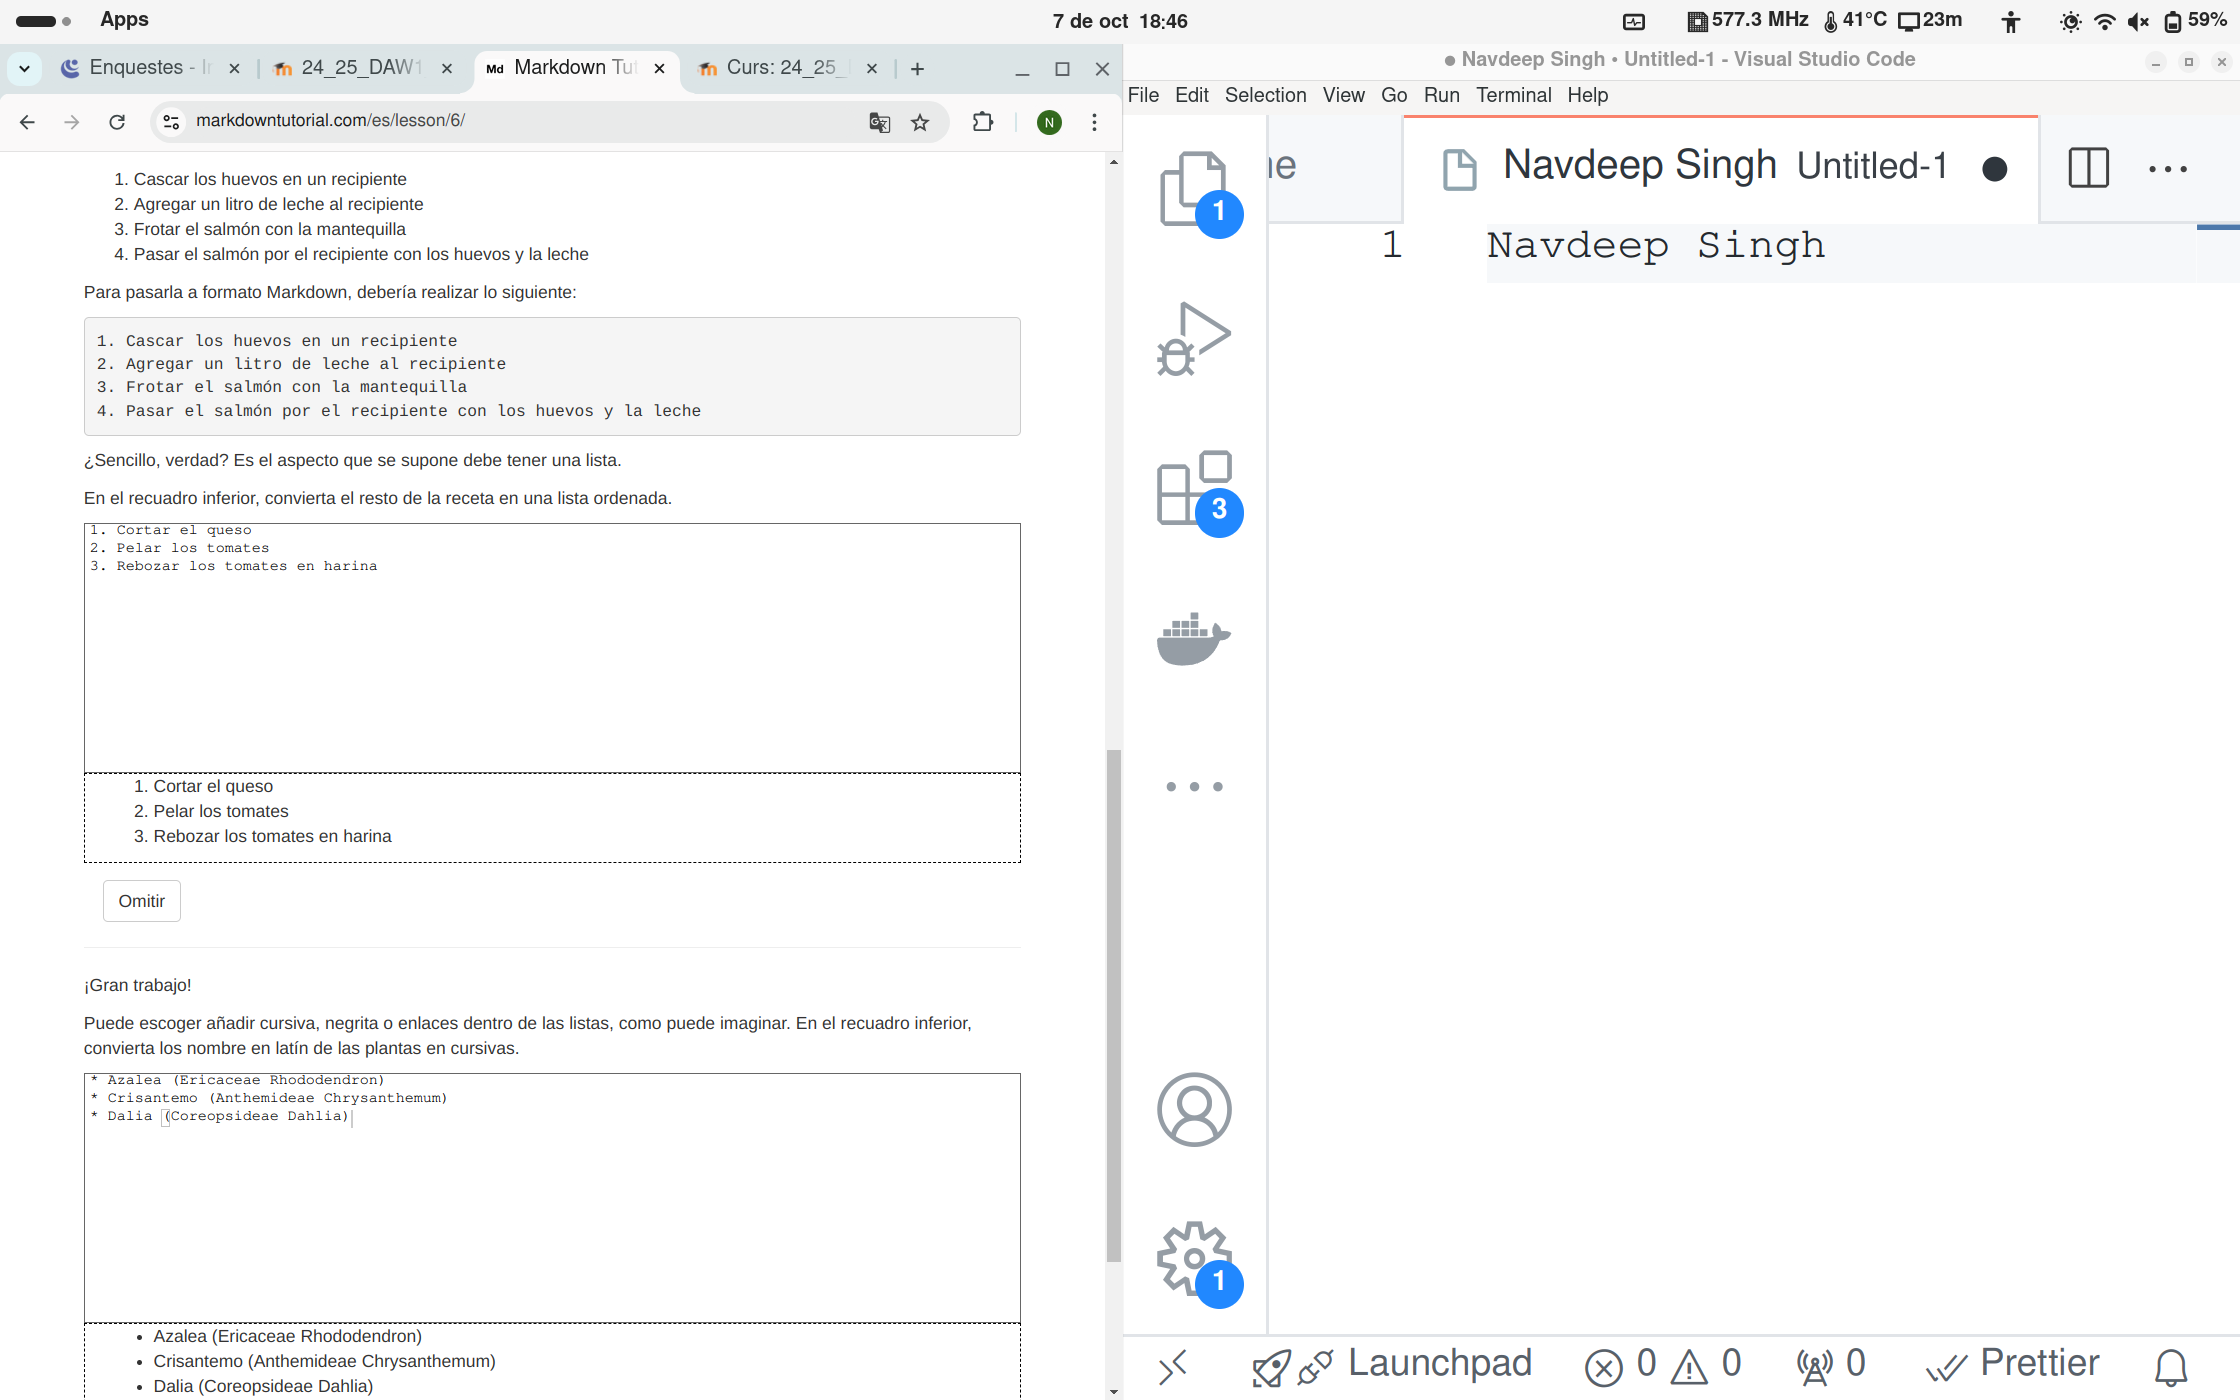 Apps
7 de oct 18:46
577.3 MHz 41°C 23m 59%
Enquestes - Ir
24_25_DAW1
Md Markdown Tut
Curs: 24_25_
markdowntutorial.com/es/lesson/6/
N
1. Cascar los huevos en un recipiente
2. Agregar un litro de leche al recipiente
3. Frotar el salmón con la mantequilla
4. Pasar el salmón por el recipiente con los huevos y la leche
Para pasarla a formato Markdown, debería realizar lo siguiente:
1. Cascar los huevos en un recipiente
2. Agregar un litro de leche al recipiente
3. Frotar el salmón con la mantequilla
4. Pasar el salmón por el recipiente con los huevos y la leche
¿Sencillo, verdad? Es el aspecto que se supone debe tener una lista.
En el recuadro inferior, convierta el resto de la receta en una lista ordenada.
1. Cortar el queso
2. Pelar los tomates
3. Rebozar los tomates en harina
1. Cortar el queso
2. Pelar los tomates
3. Rebozar los tomates en harina
Omitir
¡Gran trabajo!
Puede escoger añadir cursiva, negrita o enlaces dentro de las listas, como puede imaginar. En el recuadro inferior,
convierta los nombre en latín de las plantas en cursivas.
* Azalea (Ericaceae Rhododendron)
* Crisantemo (Anthemideae Chrysanthemum)
* Dalia (Coreopsideae Dahlia)
• Azalea (Ericaceae Rhododendron)
• Crisantemo (Anthemideae Chrysanthemum)
• Dalia (Coreopsideae Dahlia)
● Navdeep Singh • Untitled-1 - Visual Studio Code
File Edit Selection View Go Run Terminal Help
1
ne
Navdeep Singh Untitled-1
1 Navdeep Singh
3
1
Launchpad 0 0 0 Prettier